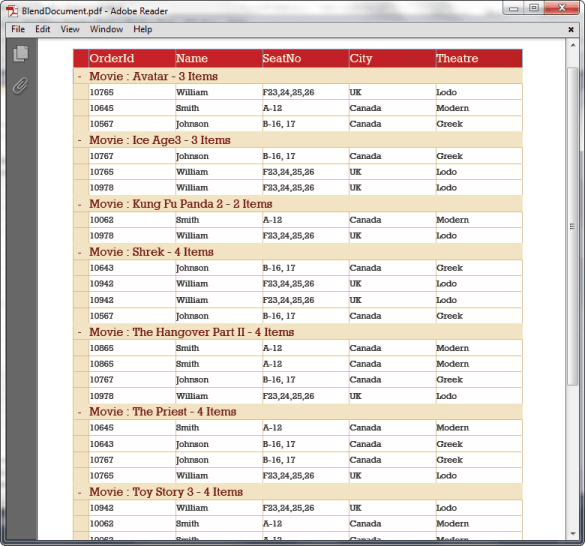 BlendDocument.pdf - Adobe Reader
File Edit View Window Help
OrderId Name SeatNo City Theatre
- Movie : Avatar - 3 Items
10765 William F23,24,25,26 UK Lodo
10645 Smith A-12 Canada Modern
10567 Johnson B-16, 17 Canada Greek
- Movie : Ice Age3 - 3 Items
10767 Johnson B-16, 17 Canada Greek
10765 William F23,24,25,26 UK Lodo
10978 William F23,24,25,26 UK Lodo
- Movie : Kung Fu Panda 2 - 2 Items
10062 Smith A-12 Canada Modern
10978 William F23,24,25,26 UK Lodo
- Movie : Shrek - 4 Items
10643 Johnson B-16, 17 Canada Greek
10942 William F23,24,25,26 UK Lodo
10942 William F23,24,25,26 UK Lodo
10567 Johnson B-16, 17 Canada Greek
- Movie : The Hangover Part II - 4 Items
10865 Smith A-12 Canada Modern
10865 Smith A-12 Canada Modern
10767 Johnson B-16, 17 Canada Greek
10978 William F23,24,25,26 UK Lodo
- Movie : The Priest - 4 Items
10645 Smith A-12 Canada Modern
10643 Johnson B-16, 17 Canada Greek
10767 Johnson B-16, 17 Canada Greek
10765 William F23,24,25,26 UK Lodo
- Movie : Toy Story 3 - 4 Items
10942 William F23,24,25,26 UK Lodo
10062 Smith A-12 Canada Modern
10062 Smith A-12 Canada Modern